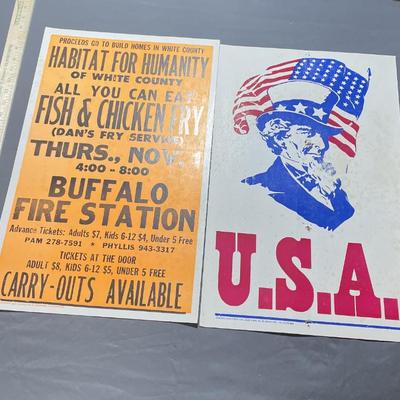 PROCEEDS GO TO BUILD HOMES IN WHITE COUNTY
HABITAT FOR HUMANITY
OF WHITE COUNTY
ALL YOU CAN EAT
FISH & CHICKEN FRY
(DAN'S FRY SERVICE)
THURS., NOV.
4:00 - 8:00
BUFFALO
FIRE STATION
Advance Tickets: Adults $7, Kids 6-12 $4, Under 5 Free
PAM 278-7591 * PHYLLIS 943-3317
TICKETS AT THE DOOR
ADULT $8, KIDS 6-12 $5, UNDER 5 FREE
CARRY-OUTS AVAILABLE
U.S.A.